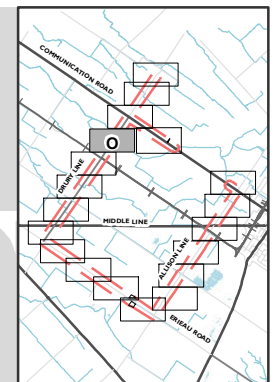 COMMUNICATION ROAD
O
DRURY LINE
MIDDLE LINE
ALLISON LINE
ERIEAU ROAD